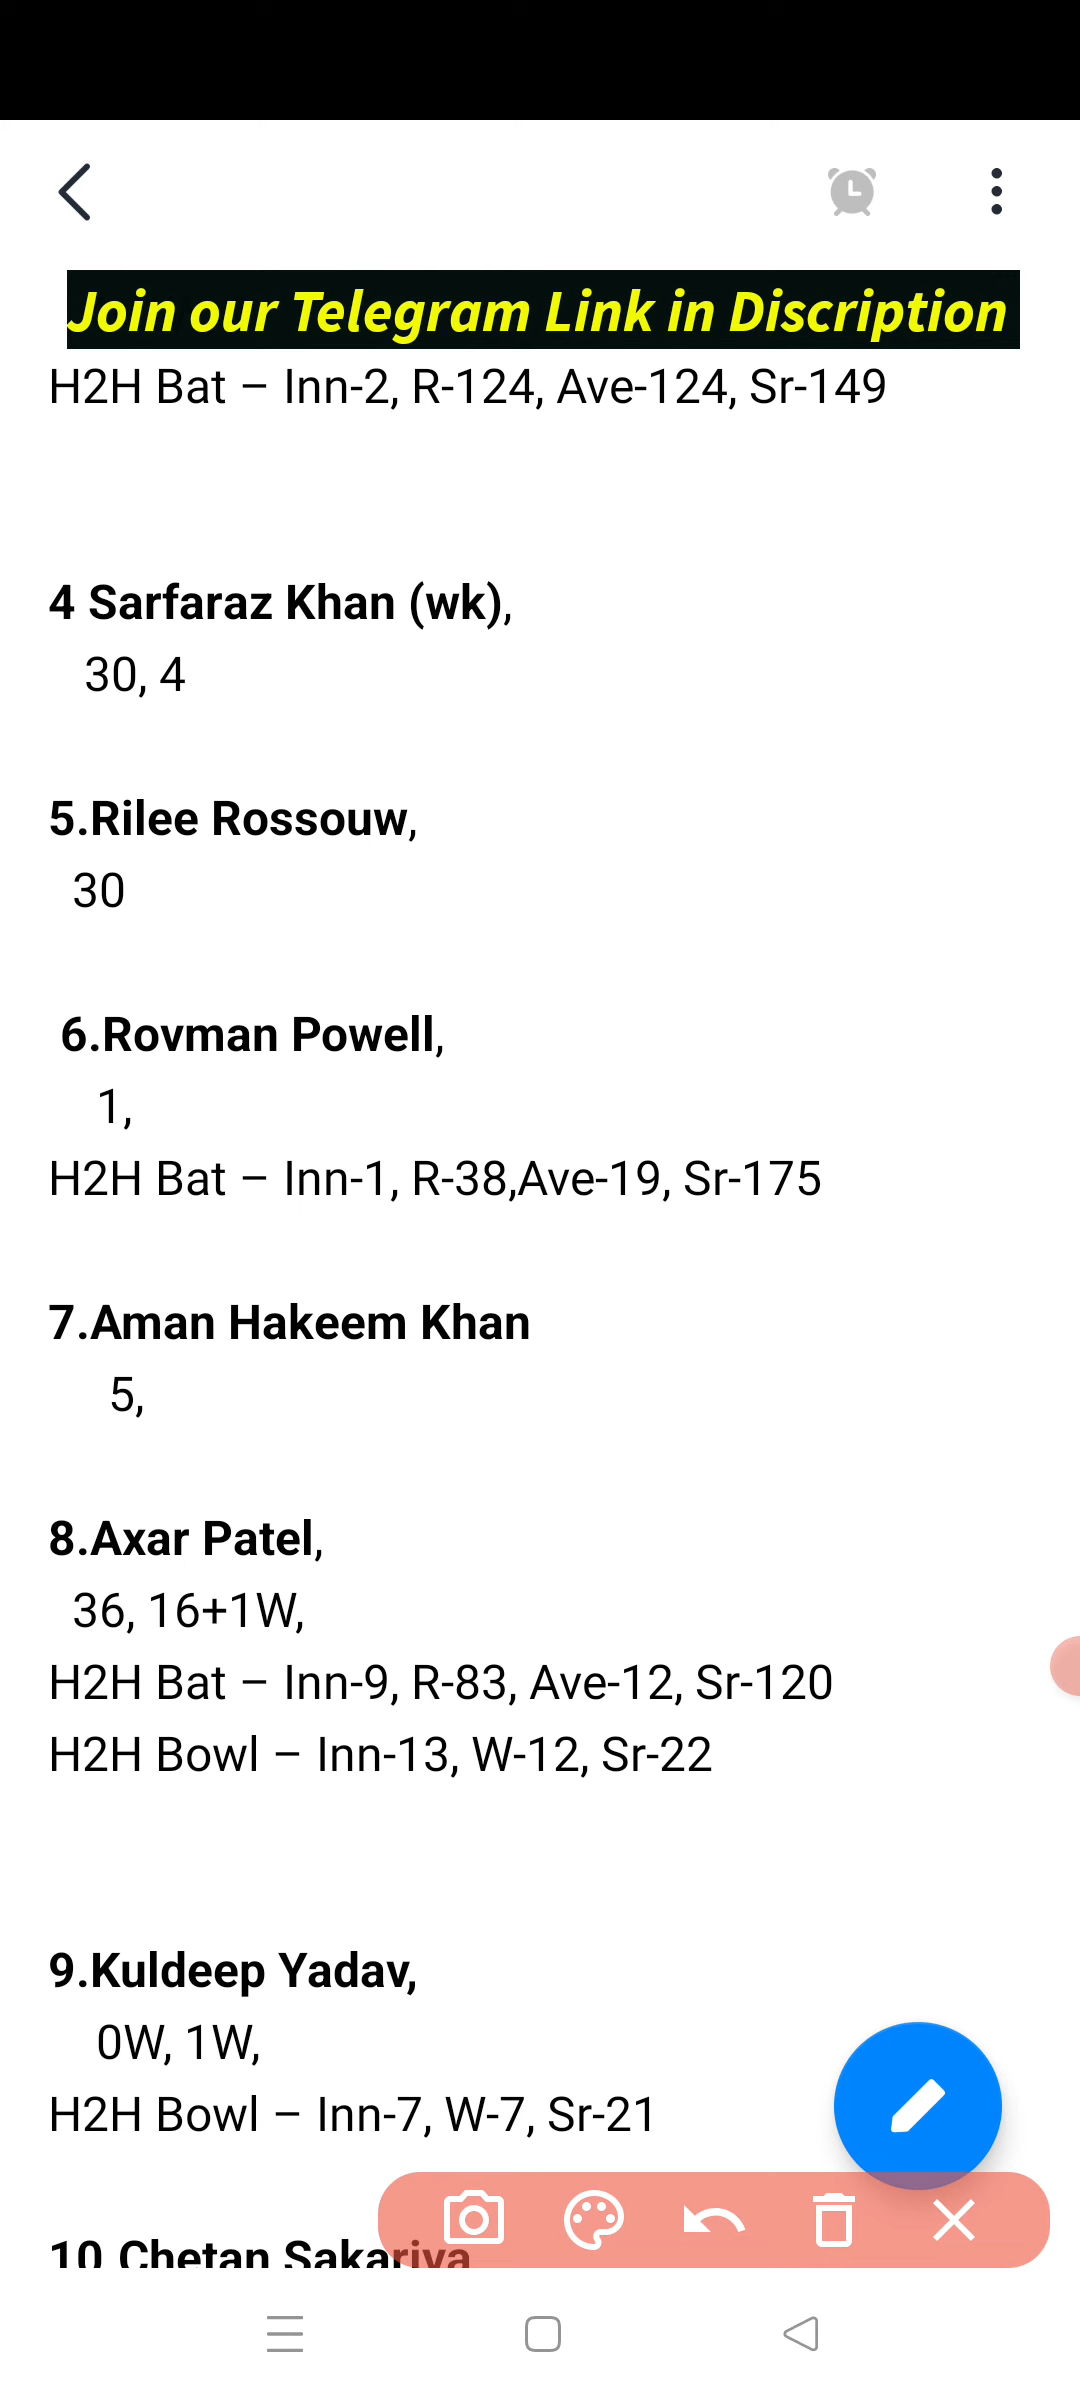 Join our Telegram Link in Discription
H2H Bat – Inn-2, R-124, Ave-124, Sr-149
4 Sarfaraz Khan (wk),
30, 4
5.Rilee Rossouw,
30
6.Rovman Powell,
1,
H2H Bat – Inn-1, R-38,Ave-19, Sr-175
7.Aman Hakeem Khan
5,
8.Axar Patel,
36, 16+1W,
H2H Bat – Inn-9, R-83, Ave-12, Sr-120
H2H Bowl – Inn-13, W-12, Sr-22
9.Kuldeep Yadav,
0W, 1W,
H2H Bowl – Inn-7, W-7, Sr-21
10 Chetan Sakariya